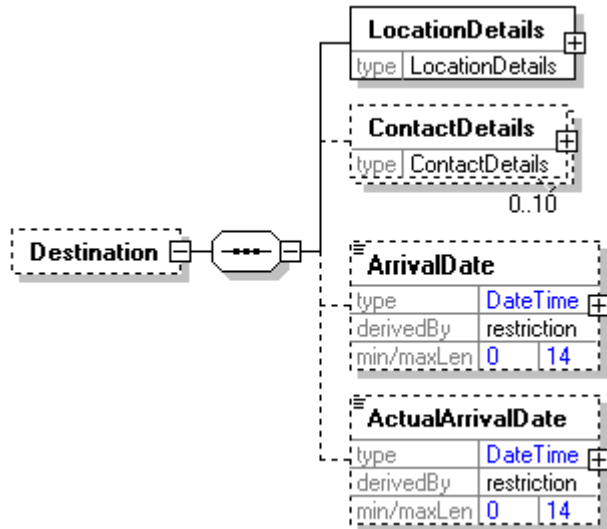 LocationDetails
type LocationDetails
ContactDetails
type ContactDetails
0..10
Destination
ArrivalDate
type DateTime
derivedBy restriction
min/maxLen 0 14
ActualArrivalDate
type DateTime
derivedBy restriction
min/maxLen 0 14